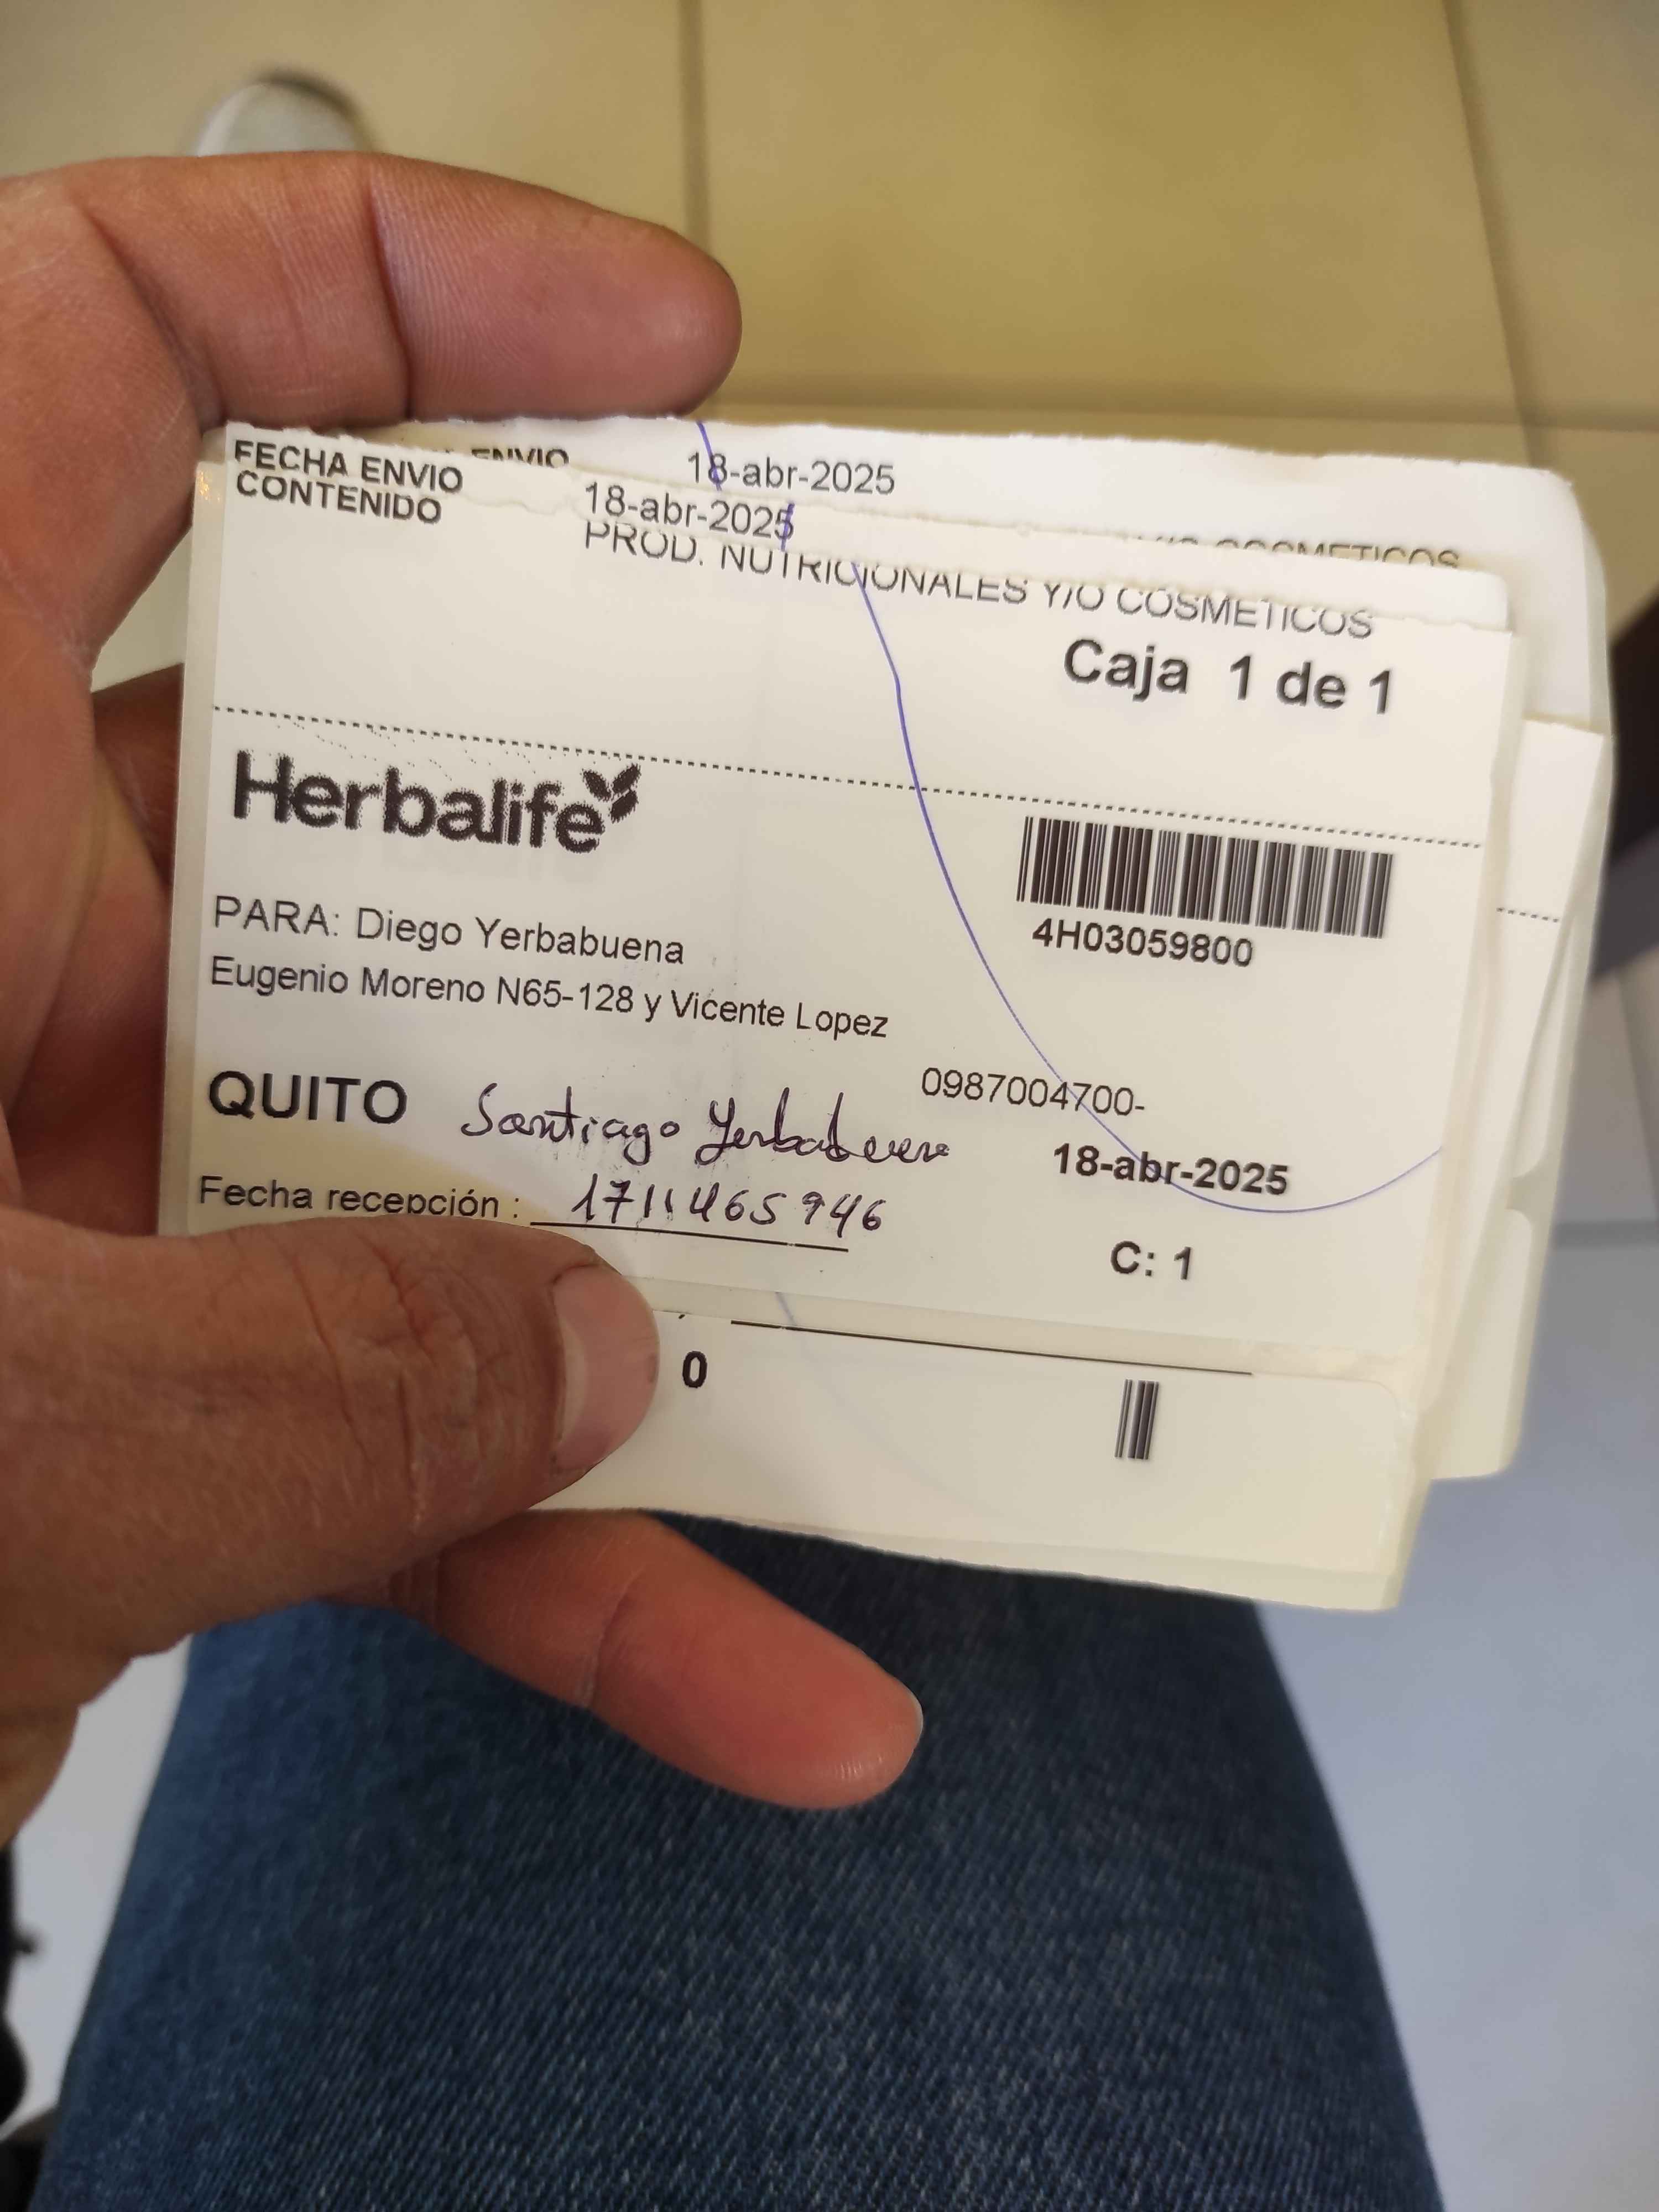 18-abr-2025
FECHA ENVIO
18-abr-2025
CONTENIDO
PROD. NUTRICIONALES Y/O COSMETICOS
COSMETICOS
Caja 1 de 1
Herbalife
4H03059800
PARA: Diego Yerbabuena
Eugenio Moreno N65-128 y Vicente Lopez
0987004700-
QUITO Santiago
18-abr-2025
Fecha recepción :
C: 1
0